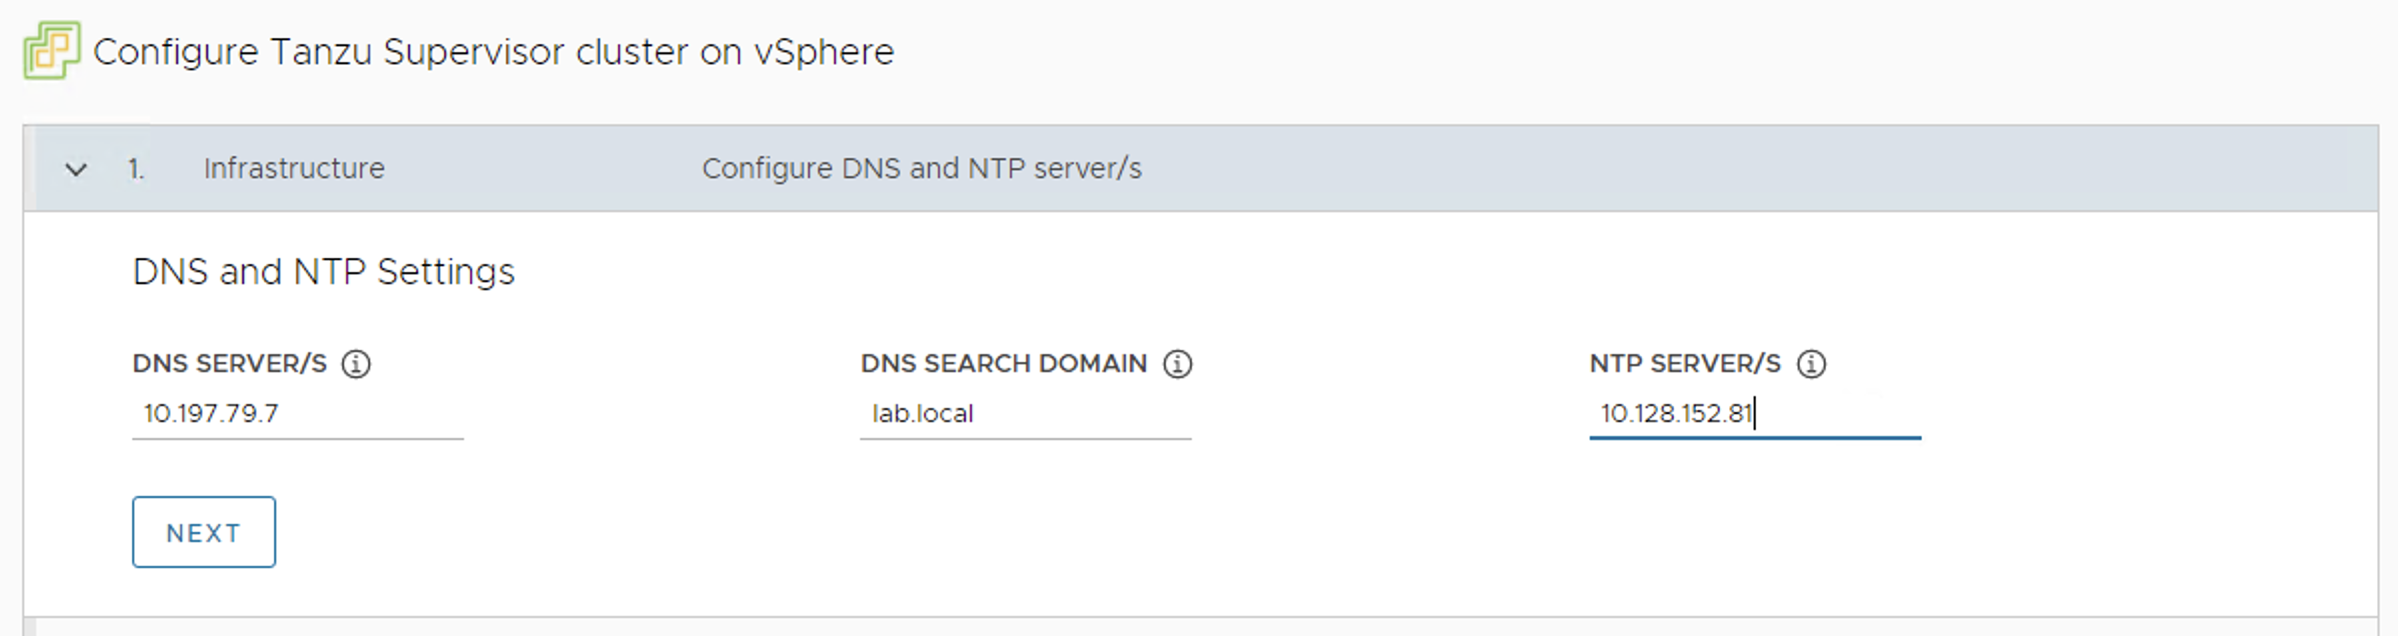 Configure Tanzu Supervisor cluster on vSphere
1. Infrastructure Configure DNS and NTP server/s
DNS and NTP Settings
DNS SERVER/S DNS SEARCH DOMAIN NTP SERVER/S
10.197.79.7 lab.local 10.128.152.81
NEXT